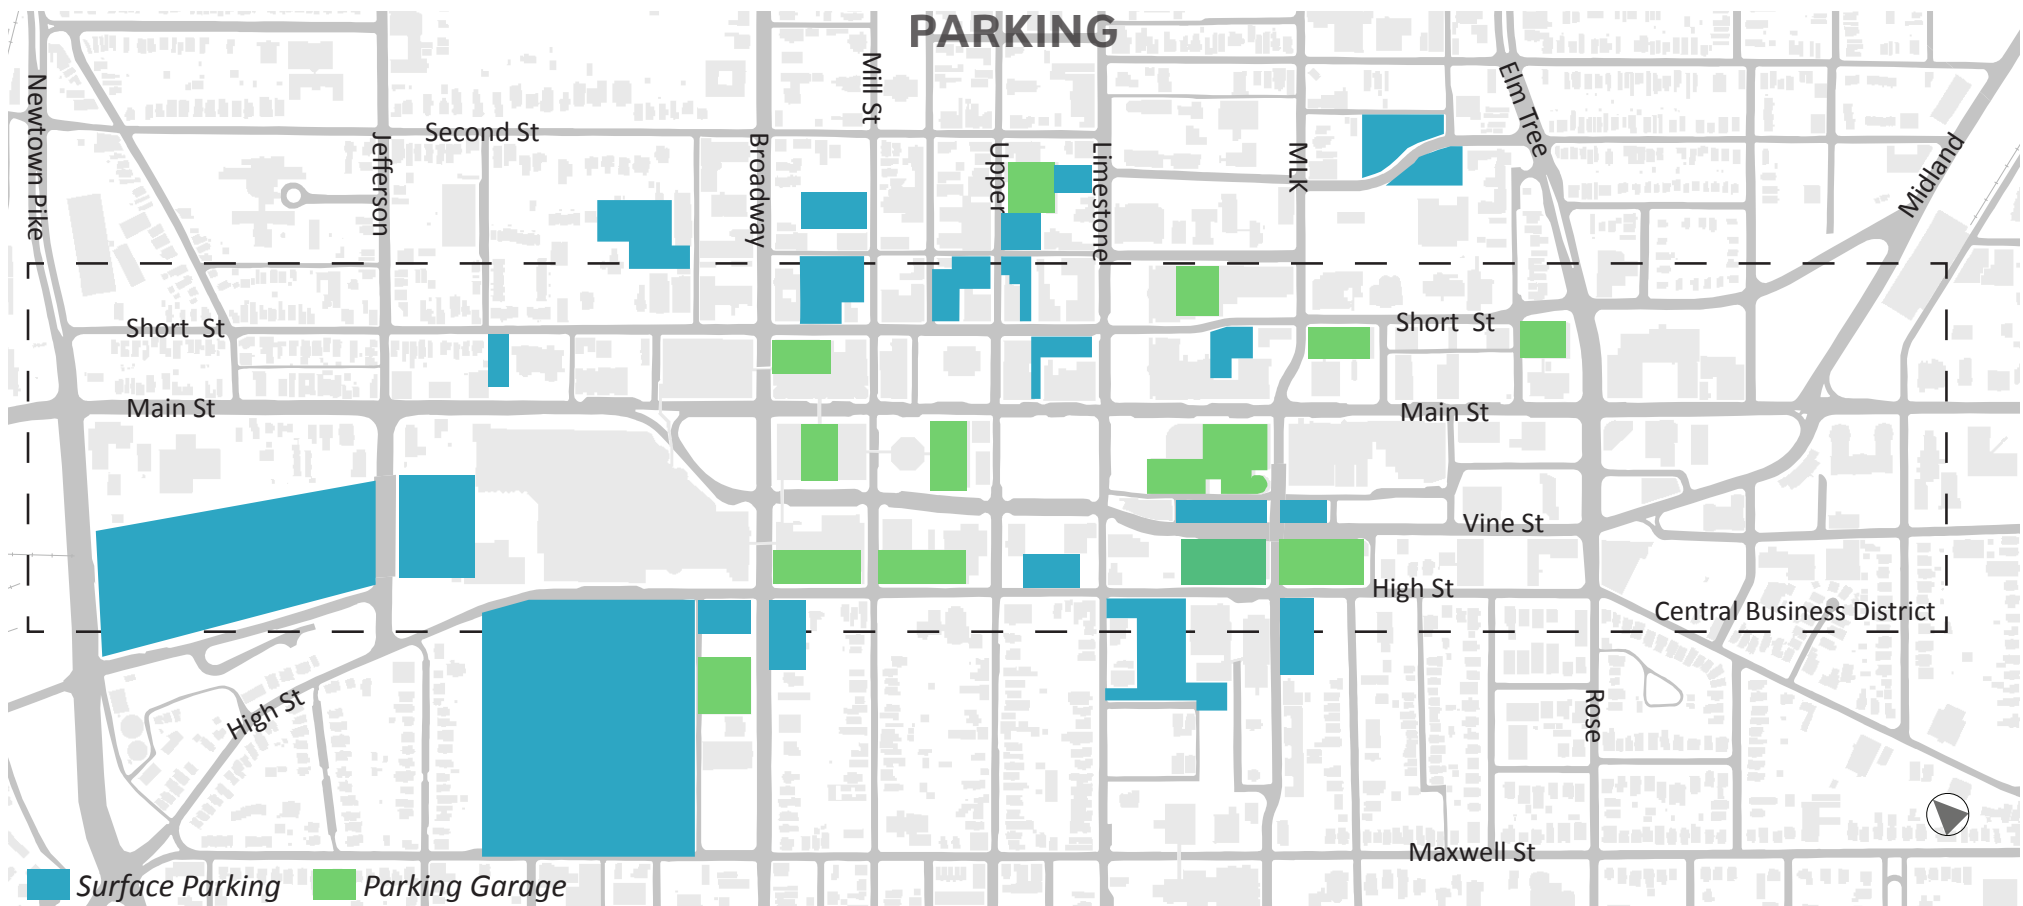 PARKING
Newtown Pike
Jefferson
Second St
Broadway
Mill St
Upper
Limestone
MLK
Elm Tree
Midland
Short  St
Short  St
Main St
Main St
Vine St
High St
Central Business District
High St
Rose
Maxwell St
Surface Parking
Parking Garage